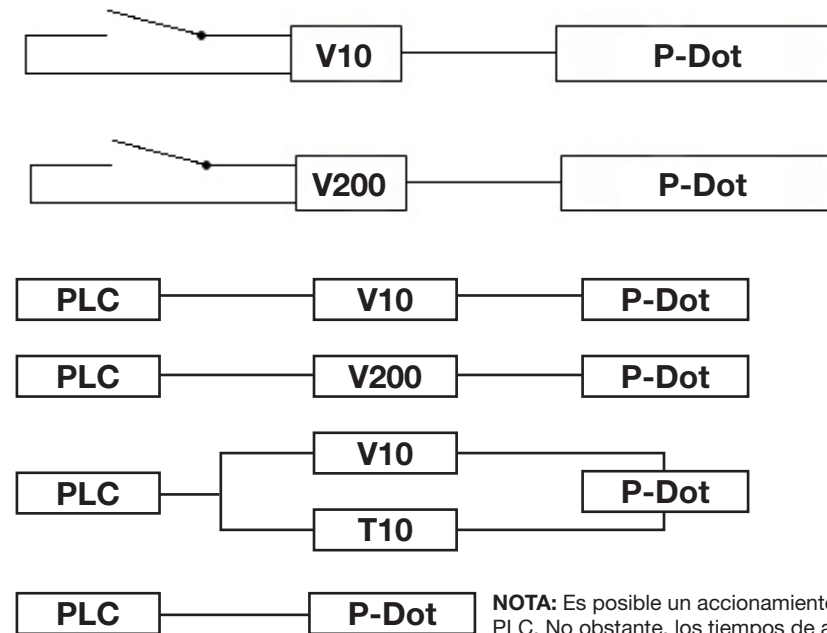 V10 P-Dot
V200 P-Dot
PLC V10 P-Dot
PLC V200 P-Dot
V10
PLC P-Dot
T10
PLC P-Dot
NOTA: Es posible un accionamiento
PLC. No obstante, los tiempos de a